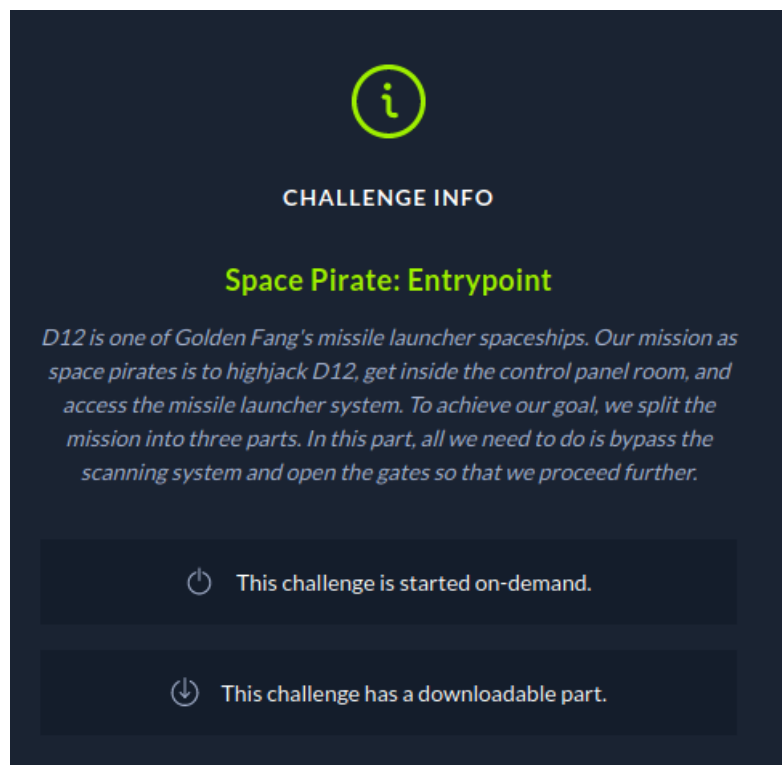 CHALLENGE INFO
Space Pirate: Entrypoint
D12 is one of Golden Fang's missile launcher spaceships. Our mission as
space pirates is to highjack D12, get inside the control panel room, and
access the missile launcher system. To achieve our goal, we split the
mission into three parts. In this part, all we need to do is bypass the
scanning system and open the gates so that we proceed further.
This challenge is started on-demand.
This challenge has a downloadable part.